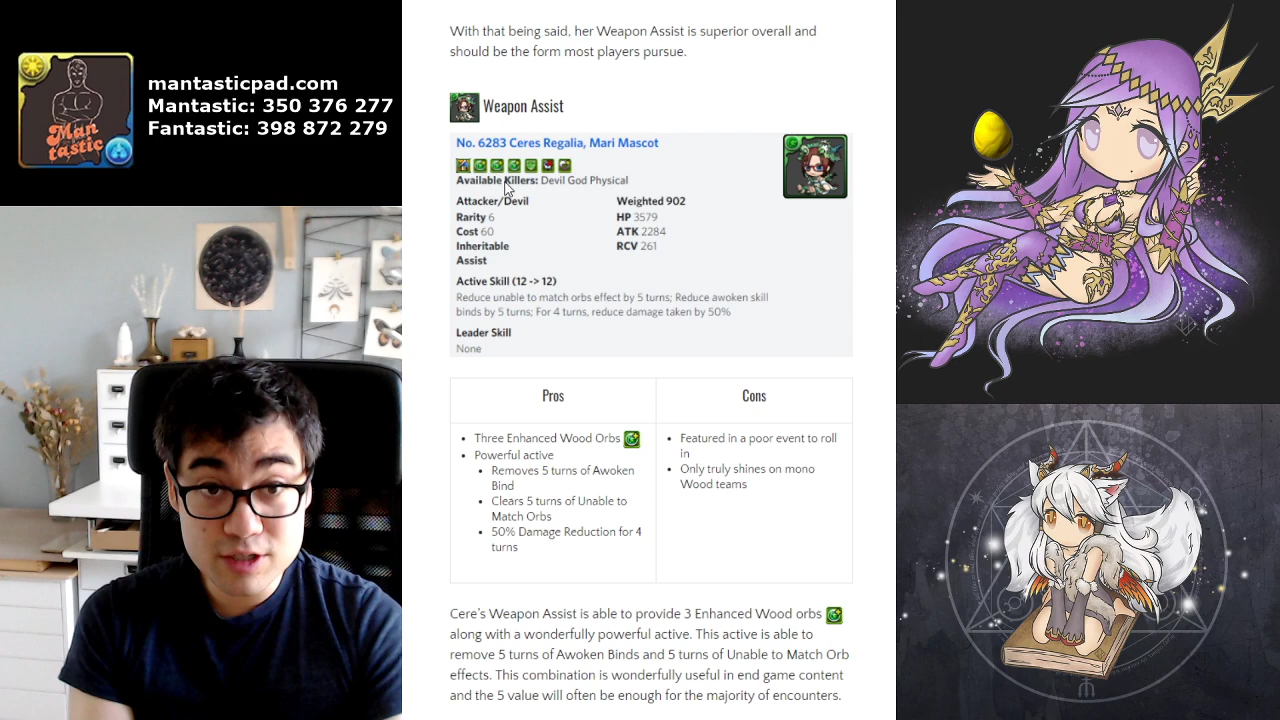 mantasticpad.com
Mantastic: 350 376 277
Fantastic: 398 872 279
Man
tastic
With that being said, her Weapon Assist is superior overall and
should be the form most players pursue.
Weapon Assist
No. 6283 Ceres Regalia, Mari Mascot
Available Killers: Devil God Physical
Attacker/Devil
Rarity 6
Cost 60
Inheritable
Assist
Weighted 902
HP 3579
ATK 2284
RCV 261
Active Skill (12 -> 12)
Reduce unable to match orbs effect by 5 turns; Reduce awoken skill
binds by 5 turns; For 4 turns, reduce damage taken by 50%
Leader Skill
None
Pros
Three Enhanced Wood Orbs
Powerful active
Removes 5 turns of Awoken
Bind
Clears 5 turns of Unable to
Match Orbs
50% Damage Reduction for 4
turns
Cons
Featured in a poor event to roll
in
Only truly shines on mono
Wood teams
Cere's Weapon Assist is able to provide 3 Enhanced Wood orbs
along with a wonderfully powerful active. This active is able to
remove 5 turns of Awoken Binds and 5 turns of Unable to Match Orb
effects. This combination is wonderfully useful in end game content
and the 5 value will often be enough for the majority of encounters.